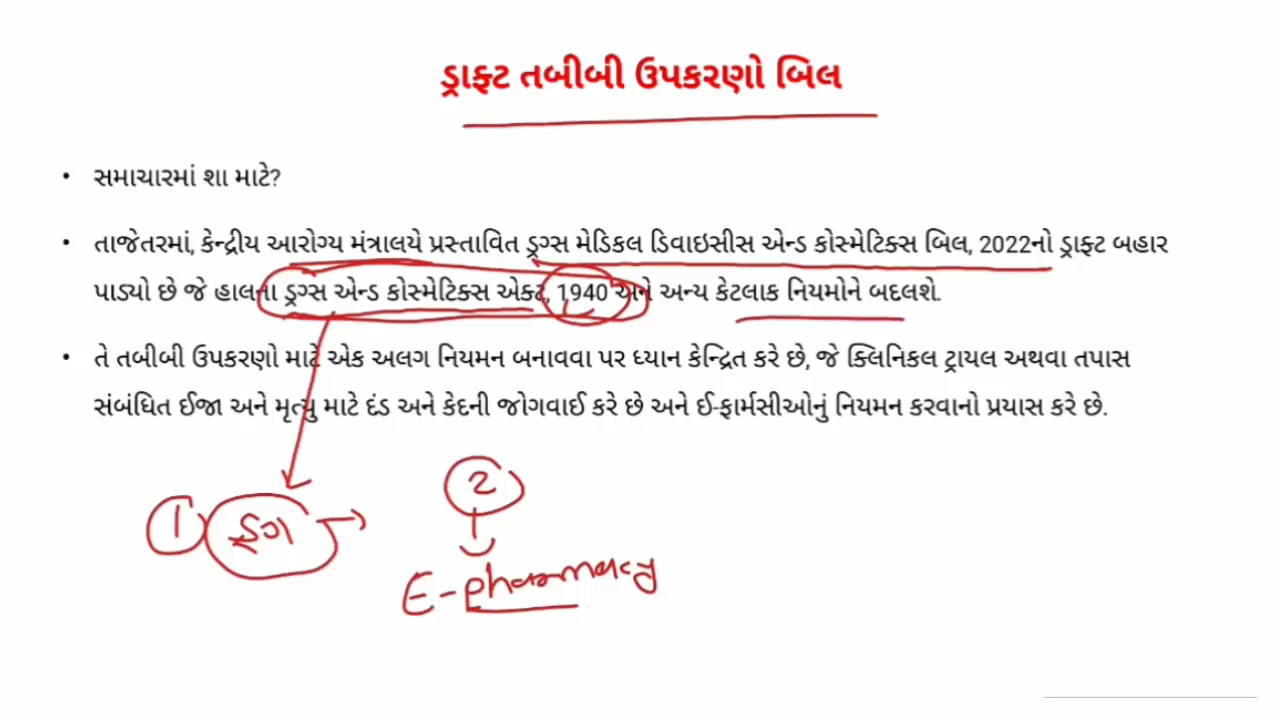 ડ્રાફ્ટ તબીબી ઉપકરણો બિલ
• સમાચારમાં શા માટે?
• તાજેતરમાં, કેન્દ્રીય આરોગ્ય મંત્રાલયે પ્રસ્તાવિત ડ્રગ્સ મેડિકલ ડિવાઇસીસ એન્ડ કોસ્મેટિક્સ બિલ, 2022નો ડ્રાફ્ટ બહાર
પાડ્યો છે જે હાલના ડ્રગ્સ એન્ડ કોસ્મેટિક્સ એક્ટ, 1940 અને અન્ય કેટલાક નિયમોને બદલશે.
• તે તબીબી ઉપકરણો માટે એક અલગ નિયમન બનાવવા પર ધ્યાન કેન્દ્રિત કરે છે, જે ક્લિનિકલ ટ્રાયલ અથવા તપાસ
સંબંધિત ઈજા અને મૃત્યુ માટે દંડ અને કેદની જોગવાઈ કરે છે અને ઈ-ફાર્મસીઓનું નિયમન કરવાનો પ્રયાસ કરે છે.
1 ડ્રગ
2
E-pharmacy